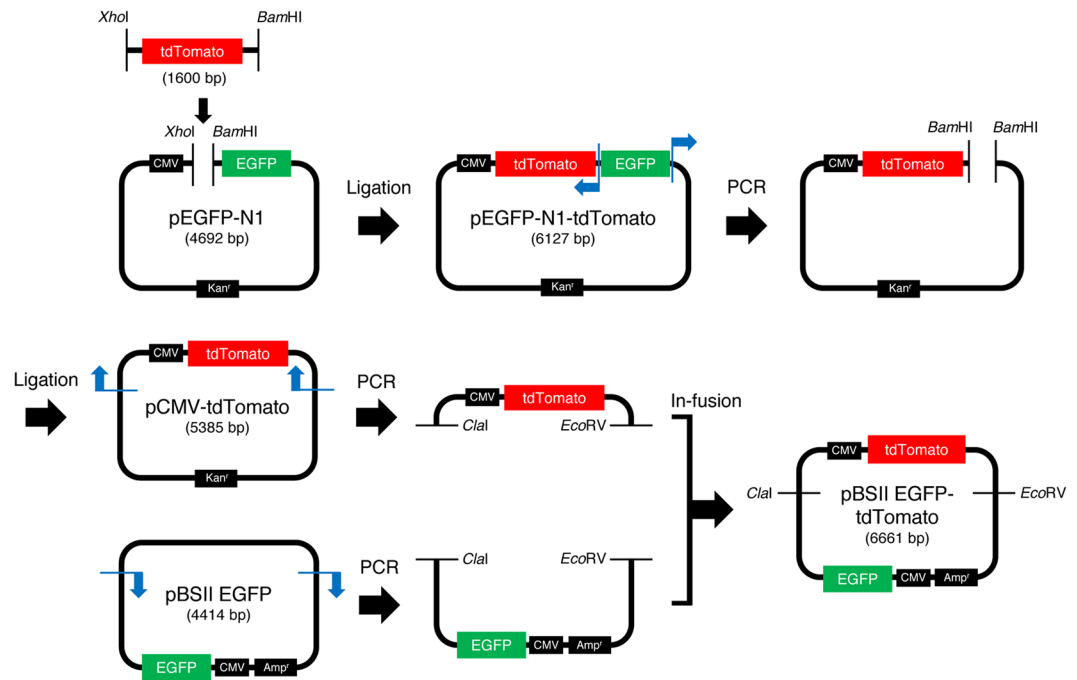 XhoI
BamHI
tdTomato
(1600 bp)
XhoI
BamHI
CMV
EGFP
pEGFP-N1
(4692 bp)
Kanʳ
Ligation
CMV
tdTomato
EGFP
pEGFP-N1-tdTomato
(6127 bp)
Kanʳ
PCR
BamHI
BamHI
CMV
tdTomato
Kanʳ
Ligation
CMV
tdTomato
pCMV-tdTomato
(5385 bp)
Kanʳ
PCR
CMV
tdTomato
ClaI
EcoRV
pBSII EGFP
(4414 bp)
EGFP
CMV
Ampʳ
PCR
ClaI
EcoRV
EGFP
CMV
Ampʳ
In-fusion
CMV
tdTomato
ClaI
EcoRV
pBSII EGFP-
tdTomato
(6661 bp)
EGFP
CMV
Ampʳ